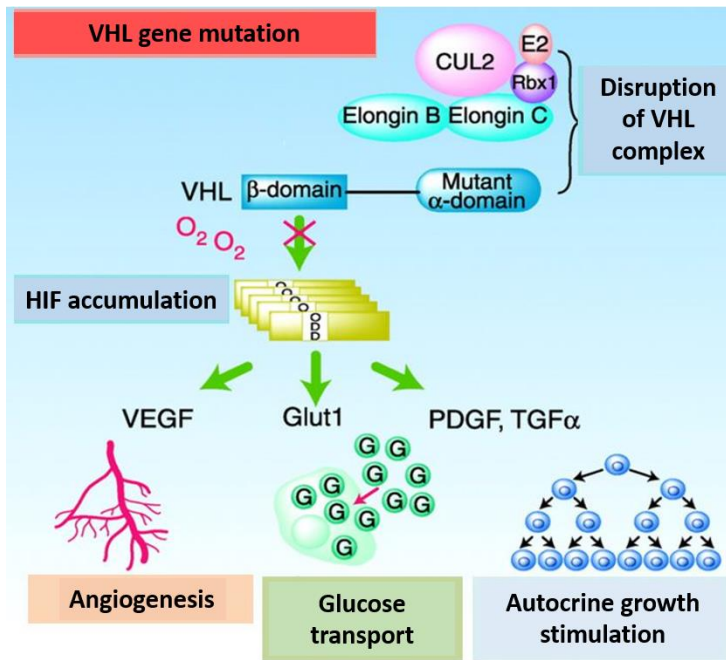 VHL gene mutation
CUL2
E2
Rbx1
Elongin B
Elongin C
Disruption
of VHL
complex
VHL
β-domain
Mutant
α-domain
O₂ O₂
HIF accumulation
O
D
D
VEGF
Glut1
PDGF, TGFα
G G
G G G
G G G G
G G
G
Angiogenesis
Glucose
transport
Autocrine growth
stimulation